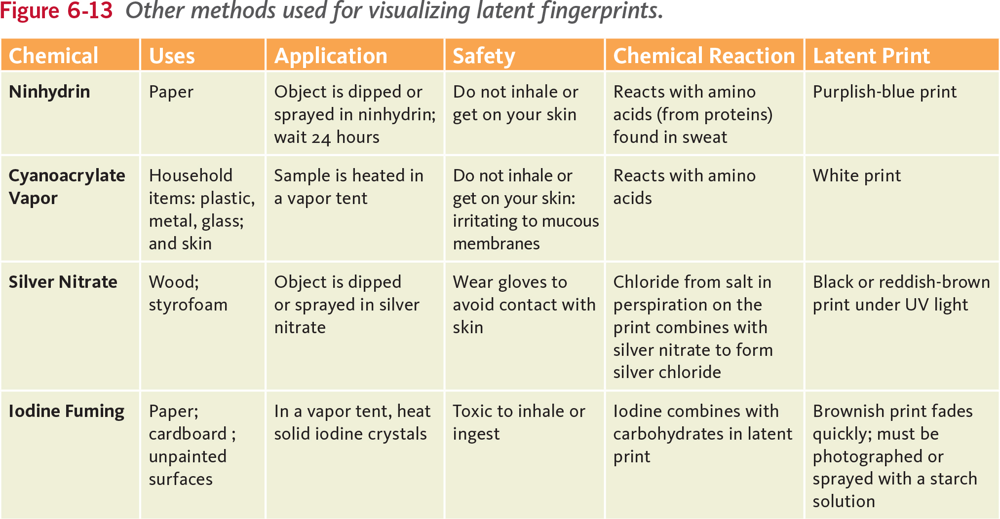 Figure 6-13 Other methods used for visualizing latent fingerprints.
Chemical Uses Application Safety Chemical Reaction Latent Print
Ninhydrin
Paper
Object is dipped or
sprayed in ninhydrin;
wait 24 hours
Do not inhale or
get on your skin
Reacts with amino
acids (from proteins)
found in sweat
Purplish-blue print
Cyanoacrylate
Vapor
Household
items: plastic,
metal, glass;
and skin
Sample is heated in
a vapor tent
Do not inhale or
get on your skin:
irritating to mucous
membranes
Reacts with amino
acids
White print
Silver Nitrate
Wood;
styrofoam
Object is dipped
or sprayed in silver
nitrate
Wear gloves to
avoid contact with
skin
Chloride from salt in
perspiration on the
print combines with
silver nitrate to form
silver chloride
Black or reddish-brown
print under UV light
Iodine Fuming
Paper;
cardboard ;
unpainted
surfaces
In a vapor tent, heat
solid iodine crystals
Toxic to inhale or
ingest
Iodine combines with
carbohydrates in latent
print
Brownish print fades
quickly; must be
photographed or
sprayed with a starch
solution